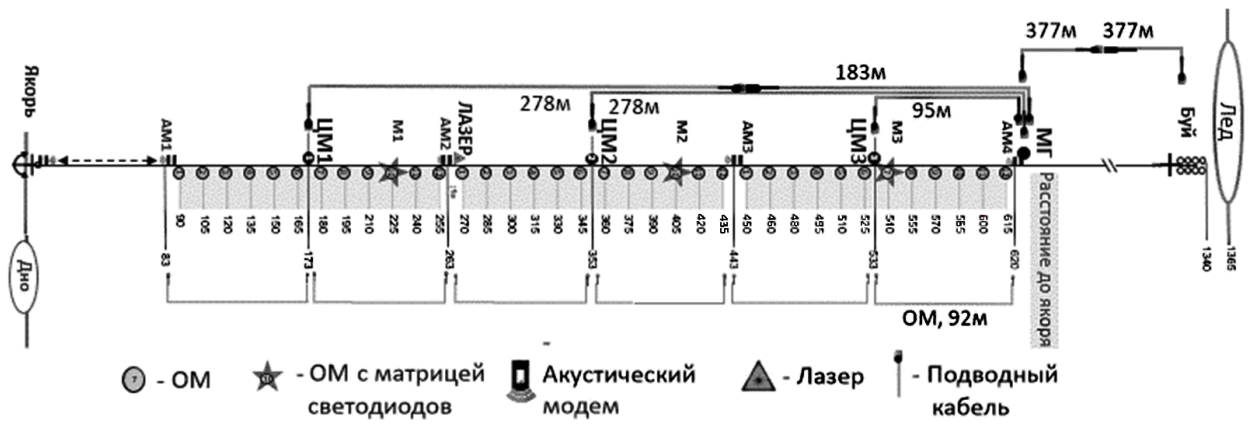 377м 377м
183м
278м 278м
95м
Якорь
АМ1
ЦМ1
М1
АМ2
ЛАЗЕР
ЦМ2
М2
АМ3
ЦМ3
М3
АМ4
МГ
Буй
Лед
Дно
90 105 120 135 150 165 180 195 210 225 240 255 270 285 300 315 330 345 360 375 390 405 420 435 450 460 480 495 510 525 510 555 570 585 600 615
83 173 263 353 443 533 620 1340 1365
Расстояние до якоря
ОМ, 92м
- ОМ
- ОМ с матрицей
светодиодов
Акустический
модем
- Лазер
- Подводный
кабель